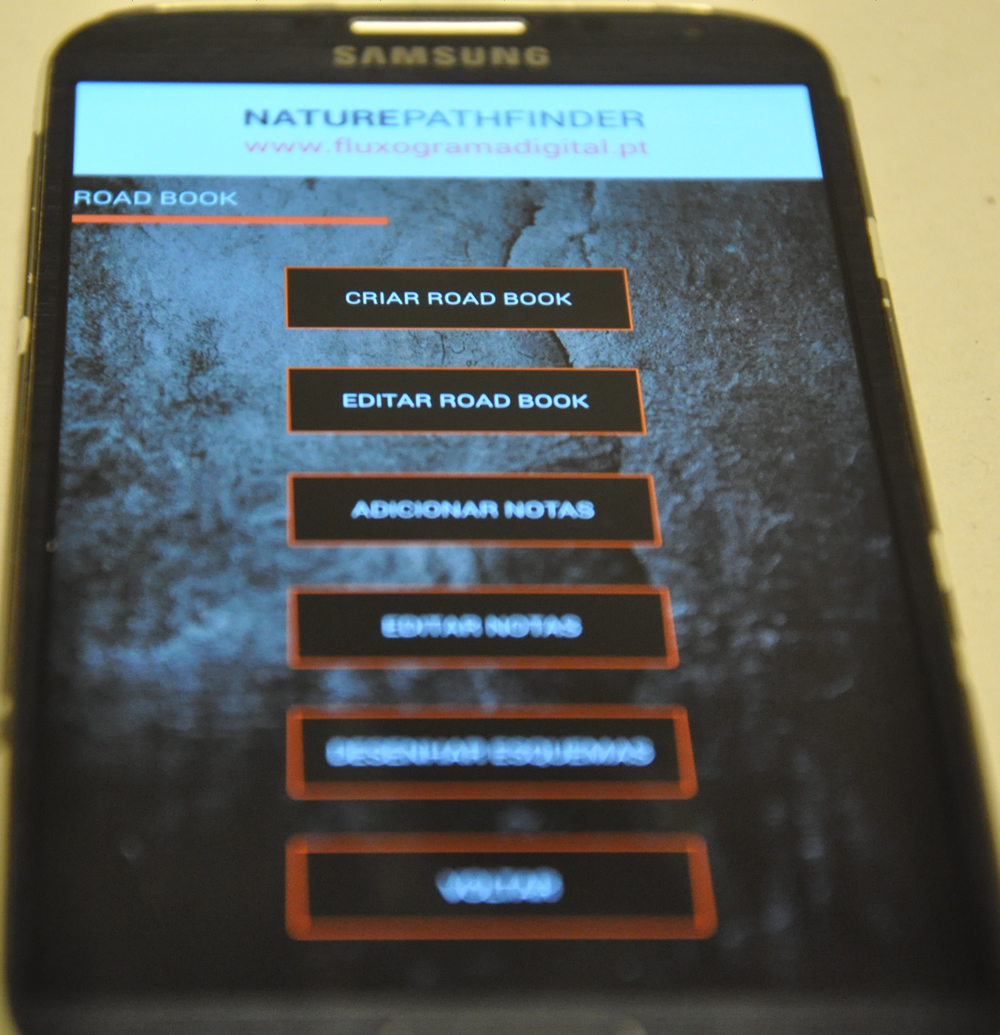 SAMSUNG
NATUREPATHFINDER
www.fluxogramadigital.pt
ROAD BOOK
CRIAR ROAD BOOK
EDITAR ROAD BOOK
ADICIONAR NOTAS
EDITAR NOTAS
DESENHAR ESQUEMAS
VOLTAR